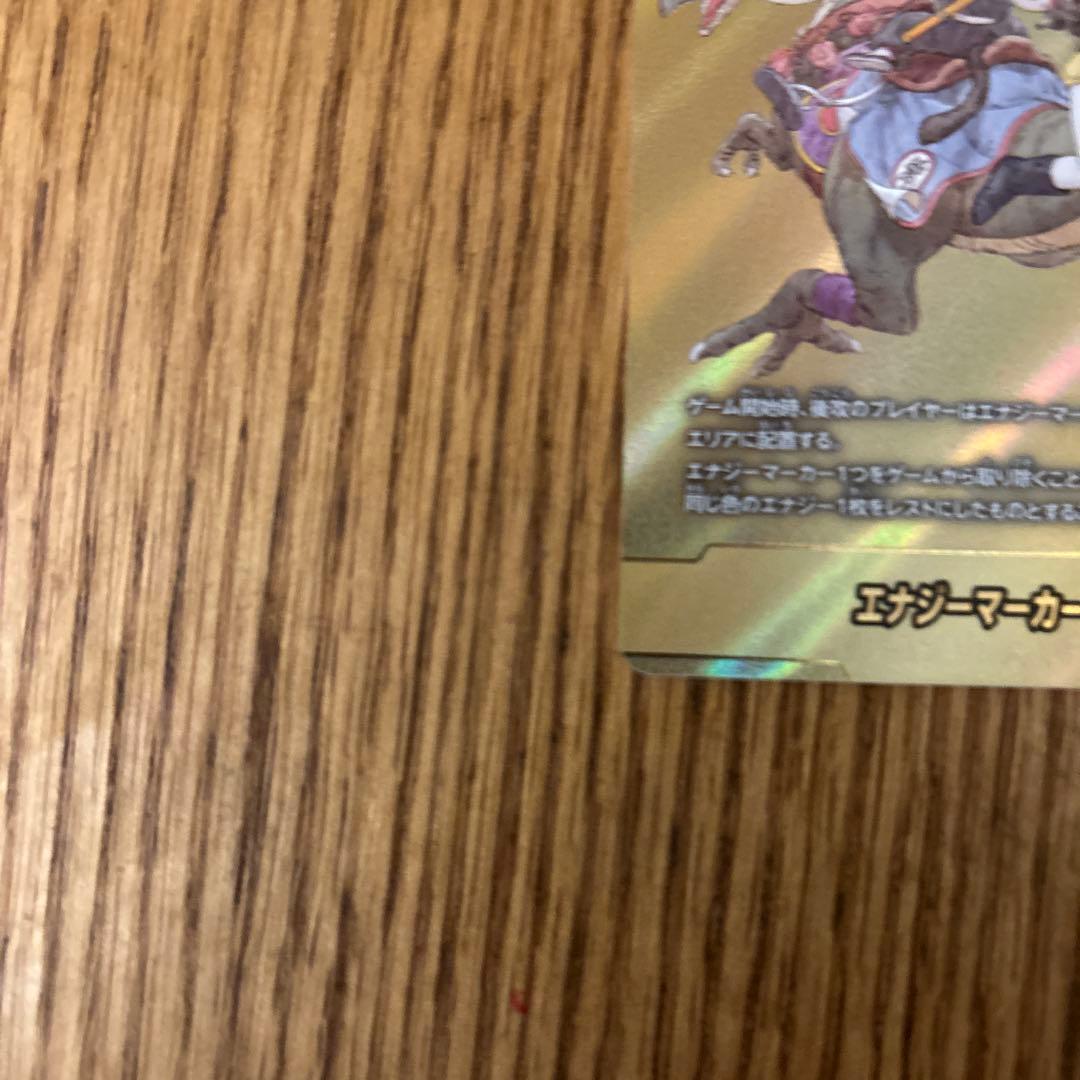 ゲーム開始時、後攻のプレイヤーはエナジーマー
エリアに配置する。
エナジーマーカー1つをゲームから取り除くこと
同じ色のエナジー1枚をレストにしたものとする
エナジーマーカー